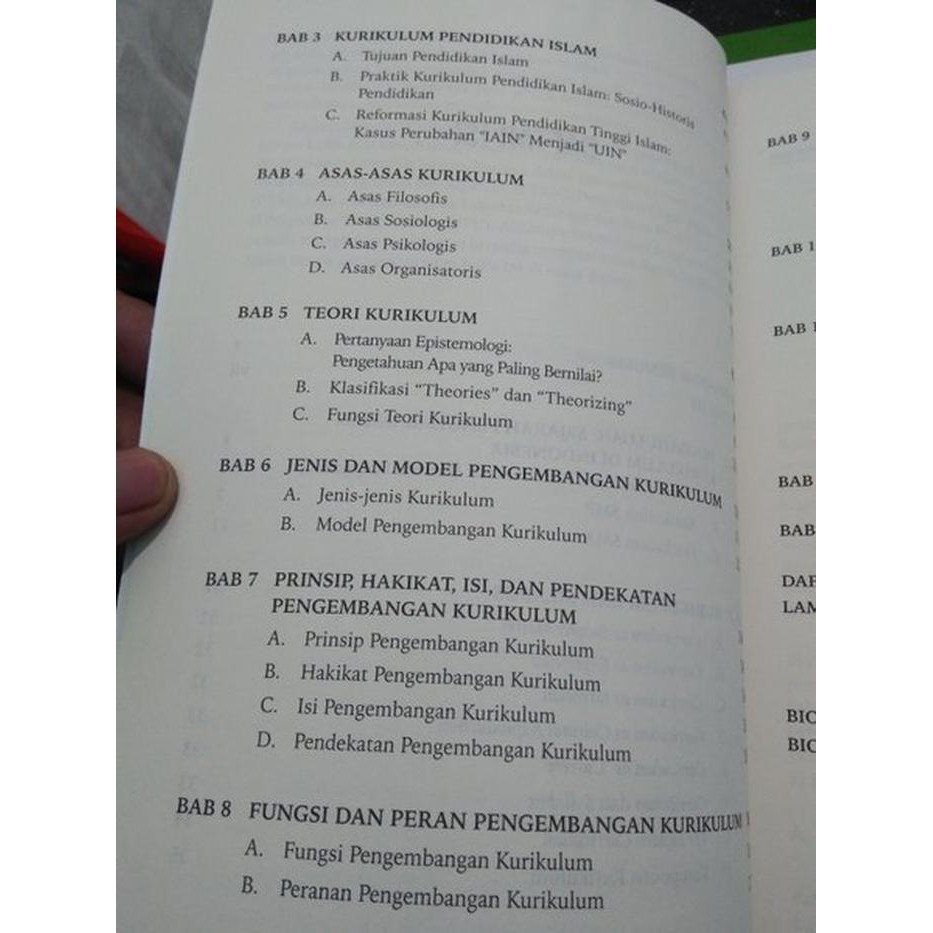 BAB 3 KURIKULUM PENDIDIKAN ISLAM
A. Tujuan Pendidikan Islam
B. Praktik Kurikulum Pendidikan Islam: Sosio-Historis
Pendidikan
C. Reformasi Kurikulum Pendidikan Tinggi Islam:
Kasus Perubahan "IAIN" Menjadi "UIN"
BAB 4 ASAS-ASAS KURIKULUM
A. Asas Filosofis
B. Asas Sosiologis
C. Asas Psikologis
D. Asas Organisatoris
BAB 5 TEORI KURIKULUM
A. Pertanyaan Epistemologi:
Pengetahuan Apa yang Paling Bernilai?
B. Klasifikasi "Theories" dan "Theorizing"
C. Fungsi Teori Kurikulum
BAB 6 JENIS DAN MODEL PENGEMBANGAN KURIKULUM
A. Jenis-jenis Kurikulum
B. Model Pengembangan Kurikulum
BAB 7 PRINSIP, HAKIKAT, ISI, DAN PENDEKATAN
PENGEMBANGAN KURIKULUM
A. Prinsip Pengembangan Kurikulum
B. Hakikat Pengembangan Kurikulum
C. Isi Pengembangan Kurikulum
D. Pendekatan Pengembangan Kurikulum
BAB 8 FUNGSI DAN PERAN PENGEMBANGAN KURIKULUM
A. Fungsi Pengembangan Kurikulum
B. Peranan Pengembangan Kurikulum
BAB 9
BAB 1
BAB
BAB
BAB